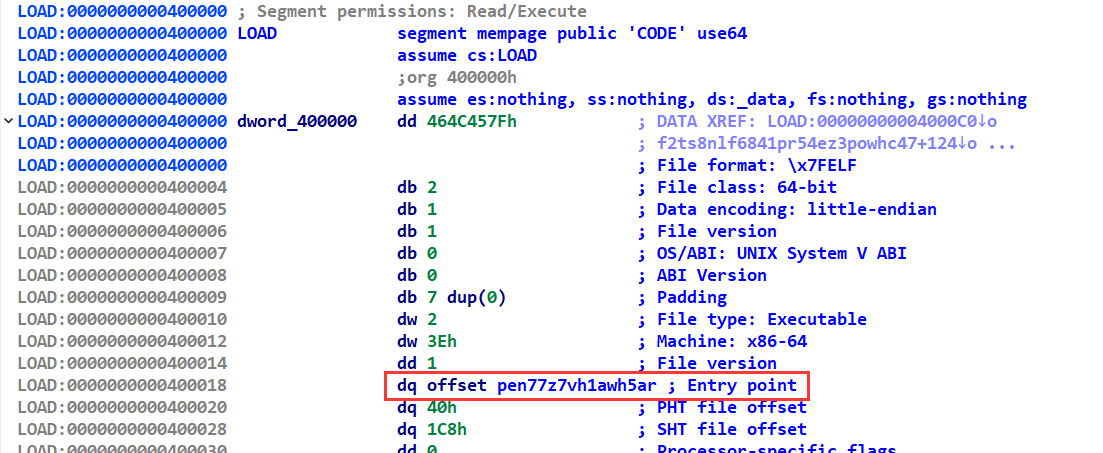 LOAD:0000000000400000 ; Segment permissions: Read/Execute
LOAD:0000000000400000 LOAD segment mempage public 'CODE' use64
LOAD:0000000000400000 assume cs:LOAD
LOAD:0000000000400000 ;org 400000h
LOAD:0000000000400000 assume es:nothing, ss:nothing, ds:_data, fs:nothing, gs:nothing
LOAD:0000000000400000 dword_400000 dd 464C457Fh ; DATA XREF: LOAD:00000000004000C0↓o
LOAD:0000000000400000 ; f2ts8nlf6841pr54ez3powhc47+124↓o ...
LOAD:0000000000400000 ; File format: \x7FELF
LOAD:0000000000400004 db 2 ; File class: 64-bit
LOAD:0000000000400005 db 1 ; Data encoding: little-endian
LOAD:0000000000400006 db 1 ; File version
LOAD:0000000000400007 db 0 ; OS/ABI: UNIX System V ABI
LOAD:0000000000400008 db 0 ; ABI Version
LOAD:0000000000400009 db 7 dup(0) ; Padding
LOAD:0000000000400010 dw 2 ; File type: Executable
LOAD:0000000000400012 dw 3Eh ; Machine: x86-64
LOAD:0000000000400014 dd 1 ; File version
LOAD:0000000000400018 dq offset pen77z7vh1awh5ar ; Entry point
LOAD:0000000000400020 dq 40h ; PHT file offset
LOAD:0000000000400028 dq 1C8h ; SHT file offset
LOAD:0000000000400030 dd 0 ; Processor-specific flags